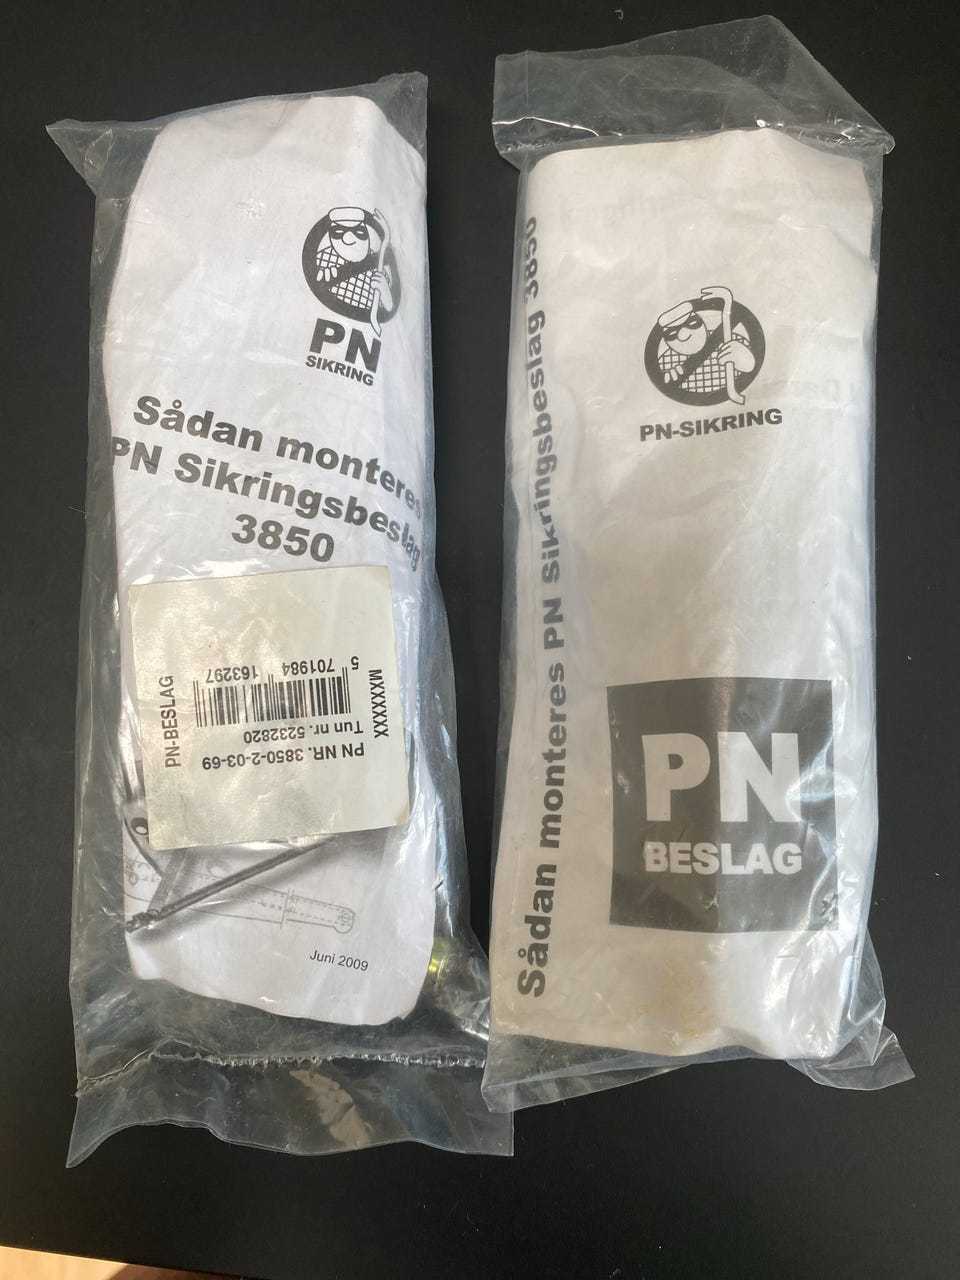 PN
SIKRING
Sådan monteres
PN Sikringsbeslag
3850
PN NR. 3850-2-03-69
Tun nr. 5232820
5 701984 163297
MXXXXXX
PN-BESLAG
Juni 2009
Sådan monteres PN Sikringsbeslag 3850
PN-SIKRING
PN
BESLAG